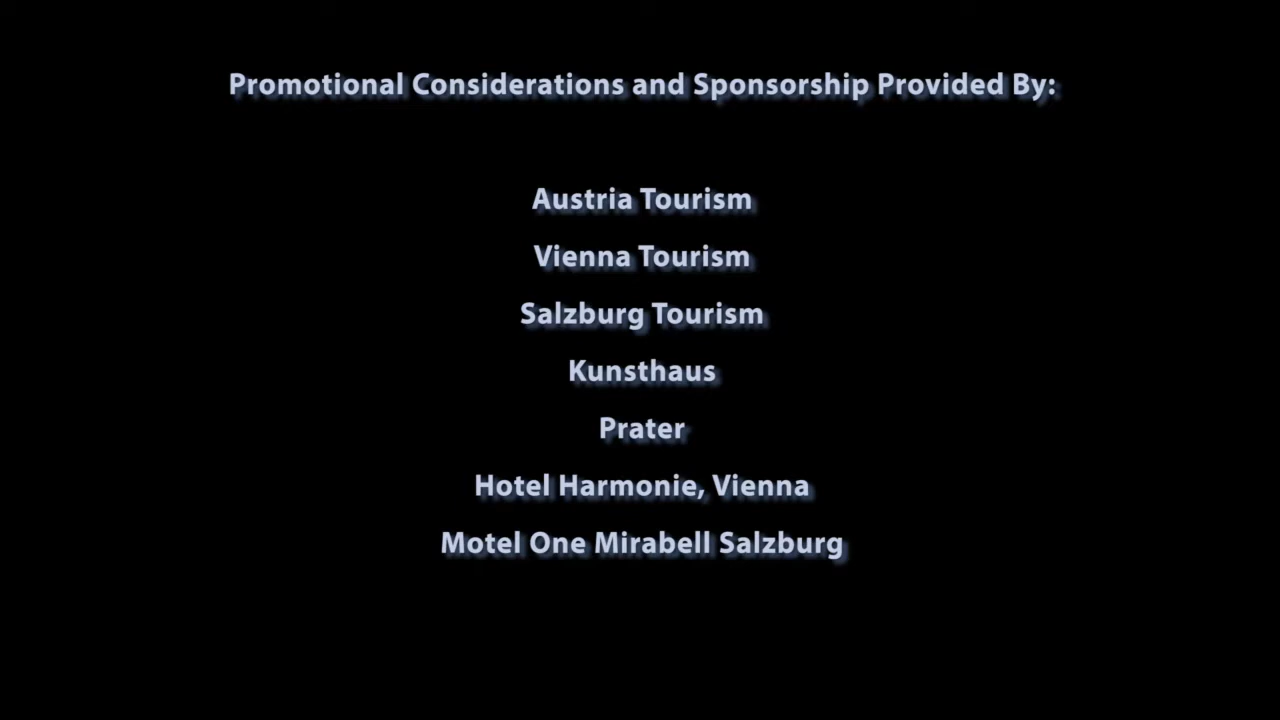 Promotional Considerations and Sponsorship Provided By:
Austria Tourism
Vienna Tourism
Salzburg Tourism
Kunsthaus
Prater
Hotel Harmonie, Vienna
Motel One Mirabell Salzburg